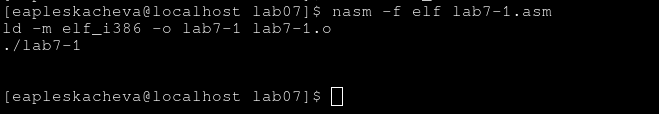 [eapleskacheva@localhost lab07]$ nasm -f elf lab7-1.asm
ld -m elf_i386 -o lab7-1 lab7-1.o
./lab7-1
[eapleskacheva@localhost lab07]$